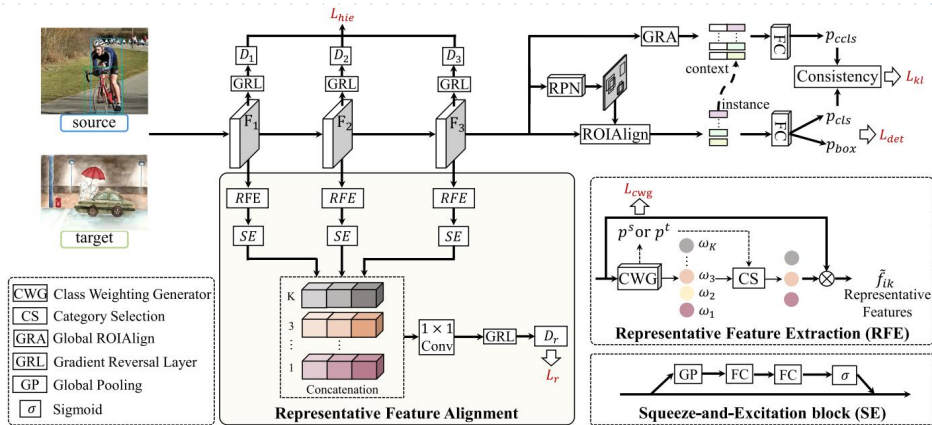 L_hie
D_1
D_2
D_3
GRL
GRL
GRL
F_1
F_2
F_3
source
target
GRA
FC
p_ccls
context
Consistency
L_kl
RPN
instance
ROIAlign
FC
p_cls
p_box
L_det
RFE
RFE
RFE
SE
SE
SE
K
3
1
Concatenation
1 × 1
Conv
GRL
D_r
L_r
Representative Feature Alignment
CWG Class Weighting Generator
CS Category Selection
GRA Global ROIAlign
GRL Gradient Reversal Layer
GP Global Pooling
σ Sigmoid
L_cwg
p^s or p^t
ω_K
CWG
ω_3
CS
ω_2
ω_1
f̃_ik
Representative
Features
Representative Feature Extraction (RFE)
GP
FC
FC
σ
Squeeze-and-Excitation block (SE)